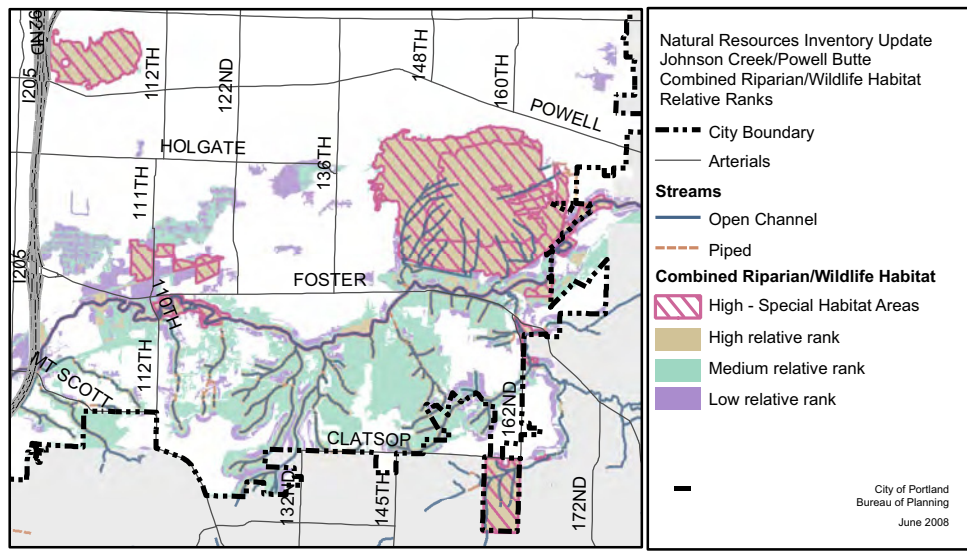 92ND
I205
112TH
122ND
148TH
160TH
POWELL
HOLGATE
136TH
111TH
I205
FOSTER
110TH
MT SCOTT
112TH
162ND
CLATSOP
132ND
145TH
172ND
Natural Resources Inventory Update
Johnson Creek/Powell Butte
Combined Riparian/Wildlife Habitat
Relative Ranks
City Boundary
Arterials
Streams
Open Channel
Piped
Combined Riparian/Wildlife Habitat
High - Special Habitat Areas
High relative rank
Medium relative rank
Low relative rank
City of Portland
Bureau of Planning
June 2008